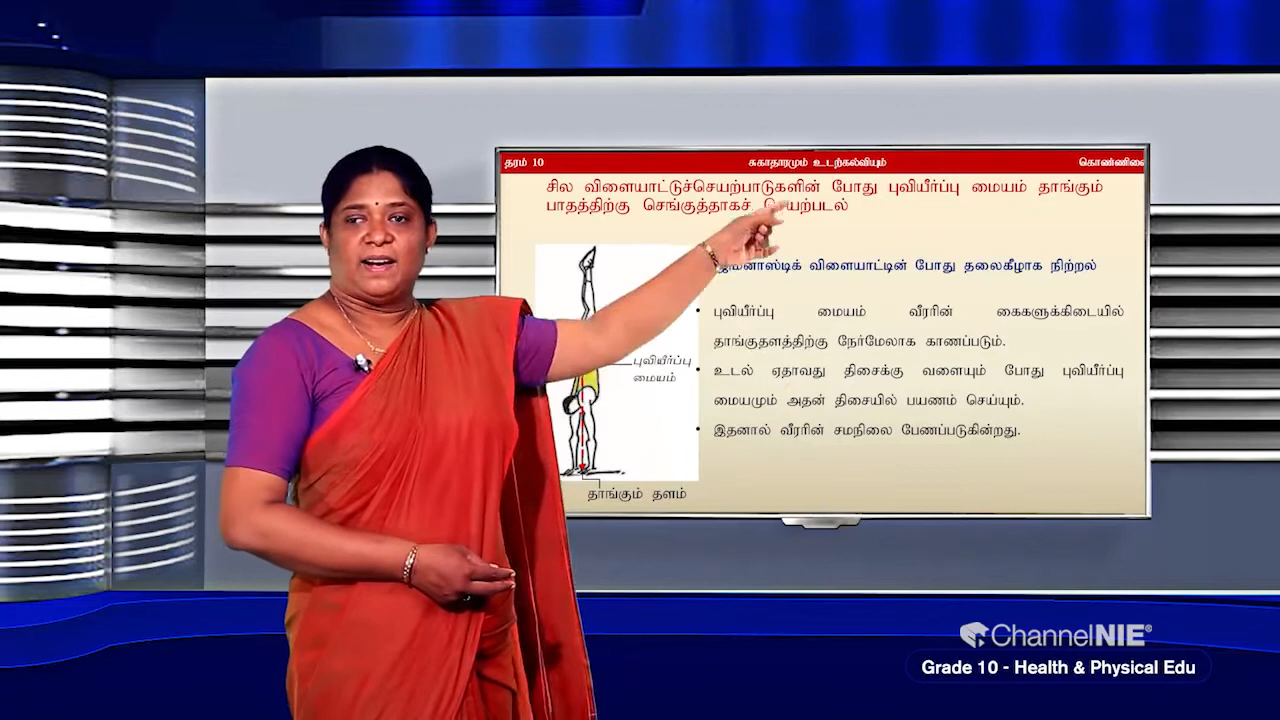 தரம் 10 சுகாதாரமும் உடற்கல்வியும்
சில விளையாட்டுச்செயற்பாடுகளின் போது புவியீர்ப்பு மையம் தாங்கும்
பாதத்திற்கு செங்குத்தாகச் செயற்படல்
விளையாட்டின் போது தலைகீழாக நிற்றல்
• புவியீர்ப்பு மையம் வீரரின் கைகளுக்கிடையில்
தாங்குதளத்திற்கு நேர்மேலாக காணப்படும்.
• உடல் ஏதாவது திசைக்கு வளையும் போது புவியீர்ப்பு
மையமும் அதன் திசையில் பயணம் செய்யும்.
• இதனால் வீரரின் சமநிலை பேணப்படுகின்றது.
புவியீர்ப்பு
மையம்
தாங்கும் தளம்
ChannelNIE®
Grade 10 - Health & Physical Edu